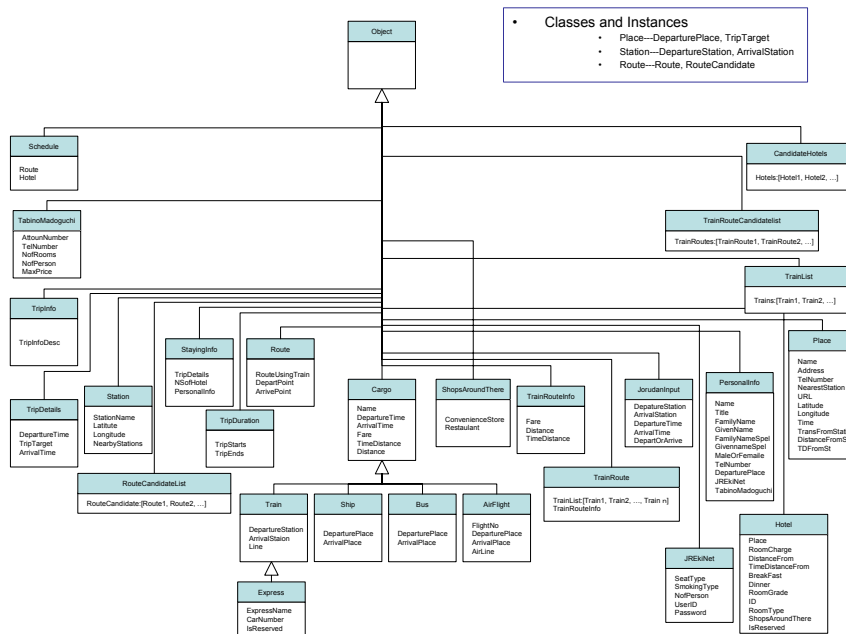 • Classes and Instances
• Place---DeparturePlace, TripTarget
• Station---DepartureStation, ArrivalStation
• Route---Route, RouteCandidate
Object
Schedule
Route
Hotel
CandidateHotels
Hotels:[Hotel1, Hotel2, ...]
TabinoMadoguchi
AttounNumber
TelNumber
NofRooms
NofPerson
MaxPrice
TrainRouteCandidatelist
TrainRoutes:[TrainRoute1, TrainRoute2, ...]
TrainList
Trains:[Train1, Train2, ...]
TripInfo
TripInfoDesc
StayingInfo
TripDetails
NSofHotel
PersonalInfo
Route
RouteUsingTrain
DepartPoint
ArrivePoint
Place
Name
Address
TelNumber
NearestStation
URL
Latitude
Longitude
Time
TransFromStati
DistanceFromS
TDFromSt
TripDetails
DepartureTime
TripTarget
ArrivalTime
Station
StationName
Latitute
Longitude
NearbyStations
TripDuration
TripStarts
TripEnds
Cargo
Name
DepartureTime
ArrivalTime
Fare
TimeDistance
Distance
ShopsAroundThere
ConvenienceStore
Restaulant
TrainRouteInfo
Fare
Distance
TimeDistance
JorudanInput
DepatureStation
ArrivalStation
DepartureTime
ArrivalTime
DepartOrArrive
PersonalInfo
Name
Title
FamilyName
GivenName
FamilyNameSpel
GivennameSpel
MaleOrFemaile
TelNumber
DeparturePlace
JREkiNet
TabinoMadoguchi
RouteCandidateList
RouteCandidate:[Route1, Route2, ...]
TrainRoute
TrainList:[Train1, Train2, ..., Train n]
TrainRouteInfo
Train
DepartureStation
ArrivalStaion
Line
Ship
DeparturePlace
ArrivalPlace
Bus
DeparturePlace
ArrivalPlace
AirFlight
FlightNo
DeparturePlace
ArrivalPlace
AirLine
Hotel
Place
RoomCharge
DistanceFrom
TimeDistanceFrom
BreakFast
Dinner
RoomGrade
ID
RoomType
ShopsAroundThere
IsReserved
JREkiNet
SeatType
SmokingType
NofPerson
UserID
Password
Express
ExpressName
CarNumber
IsReserved